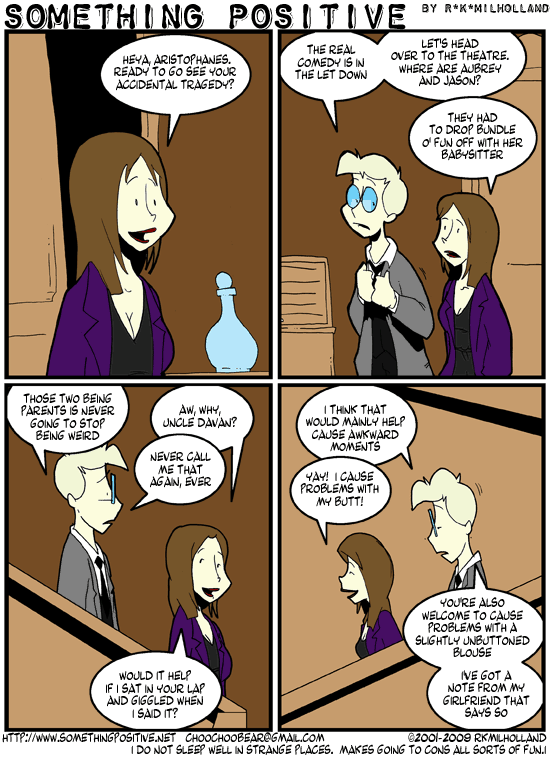 SOMETHING POSITIVE BY R*K*MILHOLLAND
HEYA, ARISTOPHANES.
READY TO GO SEE YOUR
ACCIDENTAL TRAGEDY?
THE REAL
COMEDY IS IN
THE LET DOWN
LET'S HEAD
OVER TO THE THEATRE.
WHERE ARE AUBREY
AND JASON?
THEY HAD
TO DROP BUNDLE
O' FUN OFF WITH HER
BABYSITTER
THOSE TWO BEING
PARENTS IS NEVER
GOING TO STOP
BEING WEIRD
AW, WHY,
UNCLE DAVAN?
NEVER CALL
ME THAT
AGAIN, EVER
WOULD IT HELP
IF I SAT IN YOUR LAP
AND GIGGLED WHEN
I SAID IT?
I THINK THAT
WOULD MAINLY HELP
CAUSE AWKWARD
MOMENTS
YAY! I CAUSE
PROBLEMS WITH
MY BUTT!
YOU'RE ALSO
WELCOME TO CAUSE
PROBLEMS WITH A
SLIGHTLY UNBUTTONED
BLOUSE
I'VE GOT A
NOTE FROM MY
GIRLFRIEND THAT
SAYS SO
HTTP://WWW.SOMETHINGPOSITIVE.NET CHOOCHOOBEAR@GMAIL.COM ©2001-2009 RKMILHOLLAND
I DO NOT SLEEP WELL IN STRANGE PLACES. MAKES GOING TO CONS ALL SORTS OF FUN.I